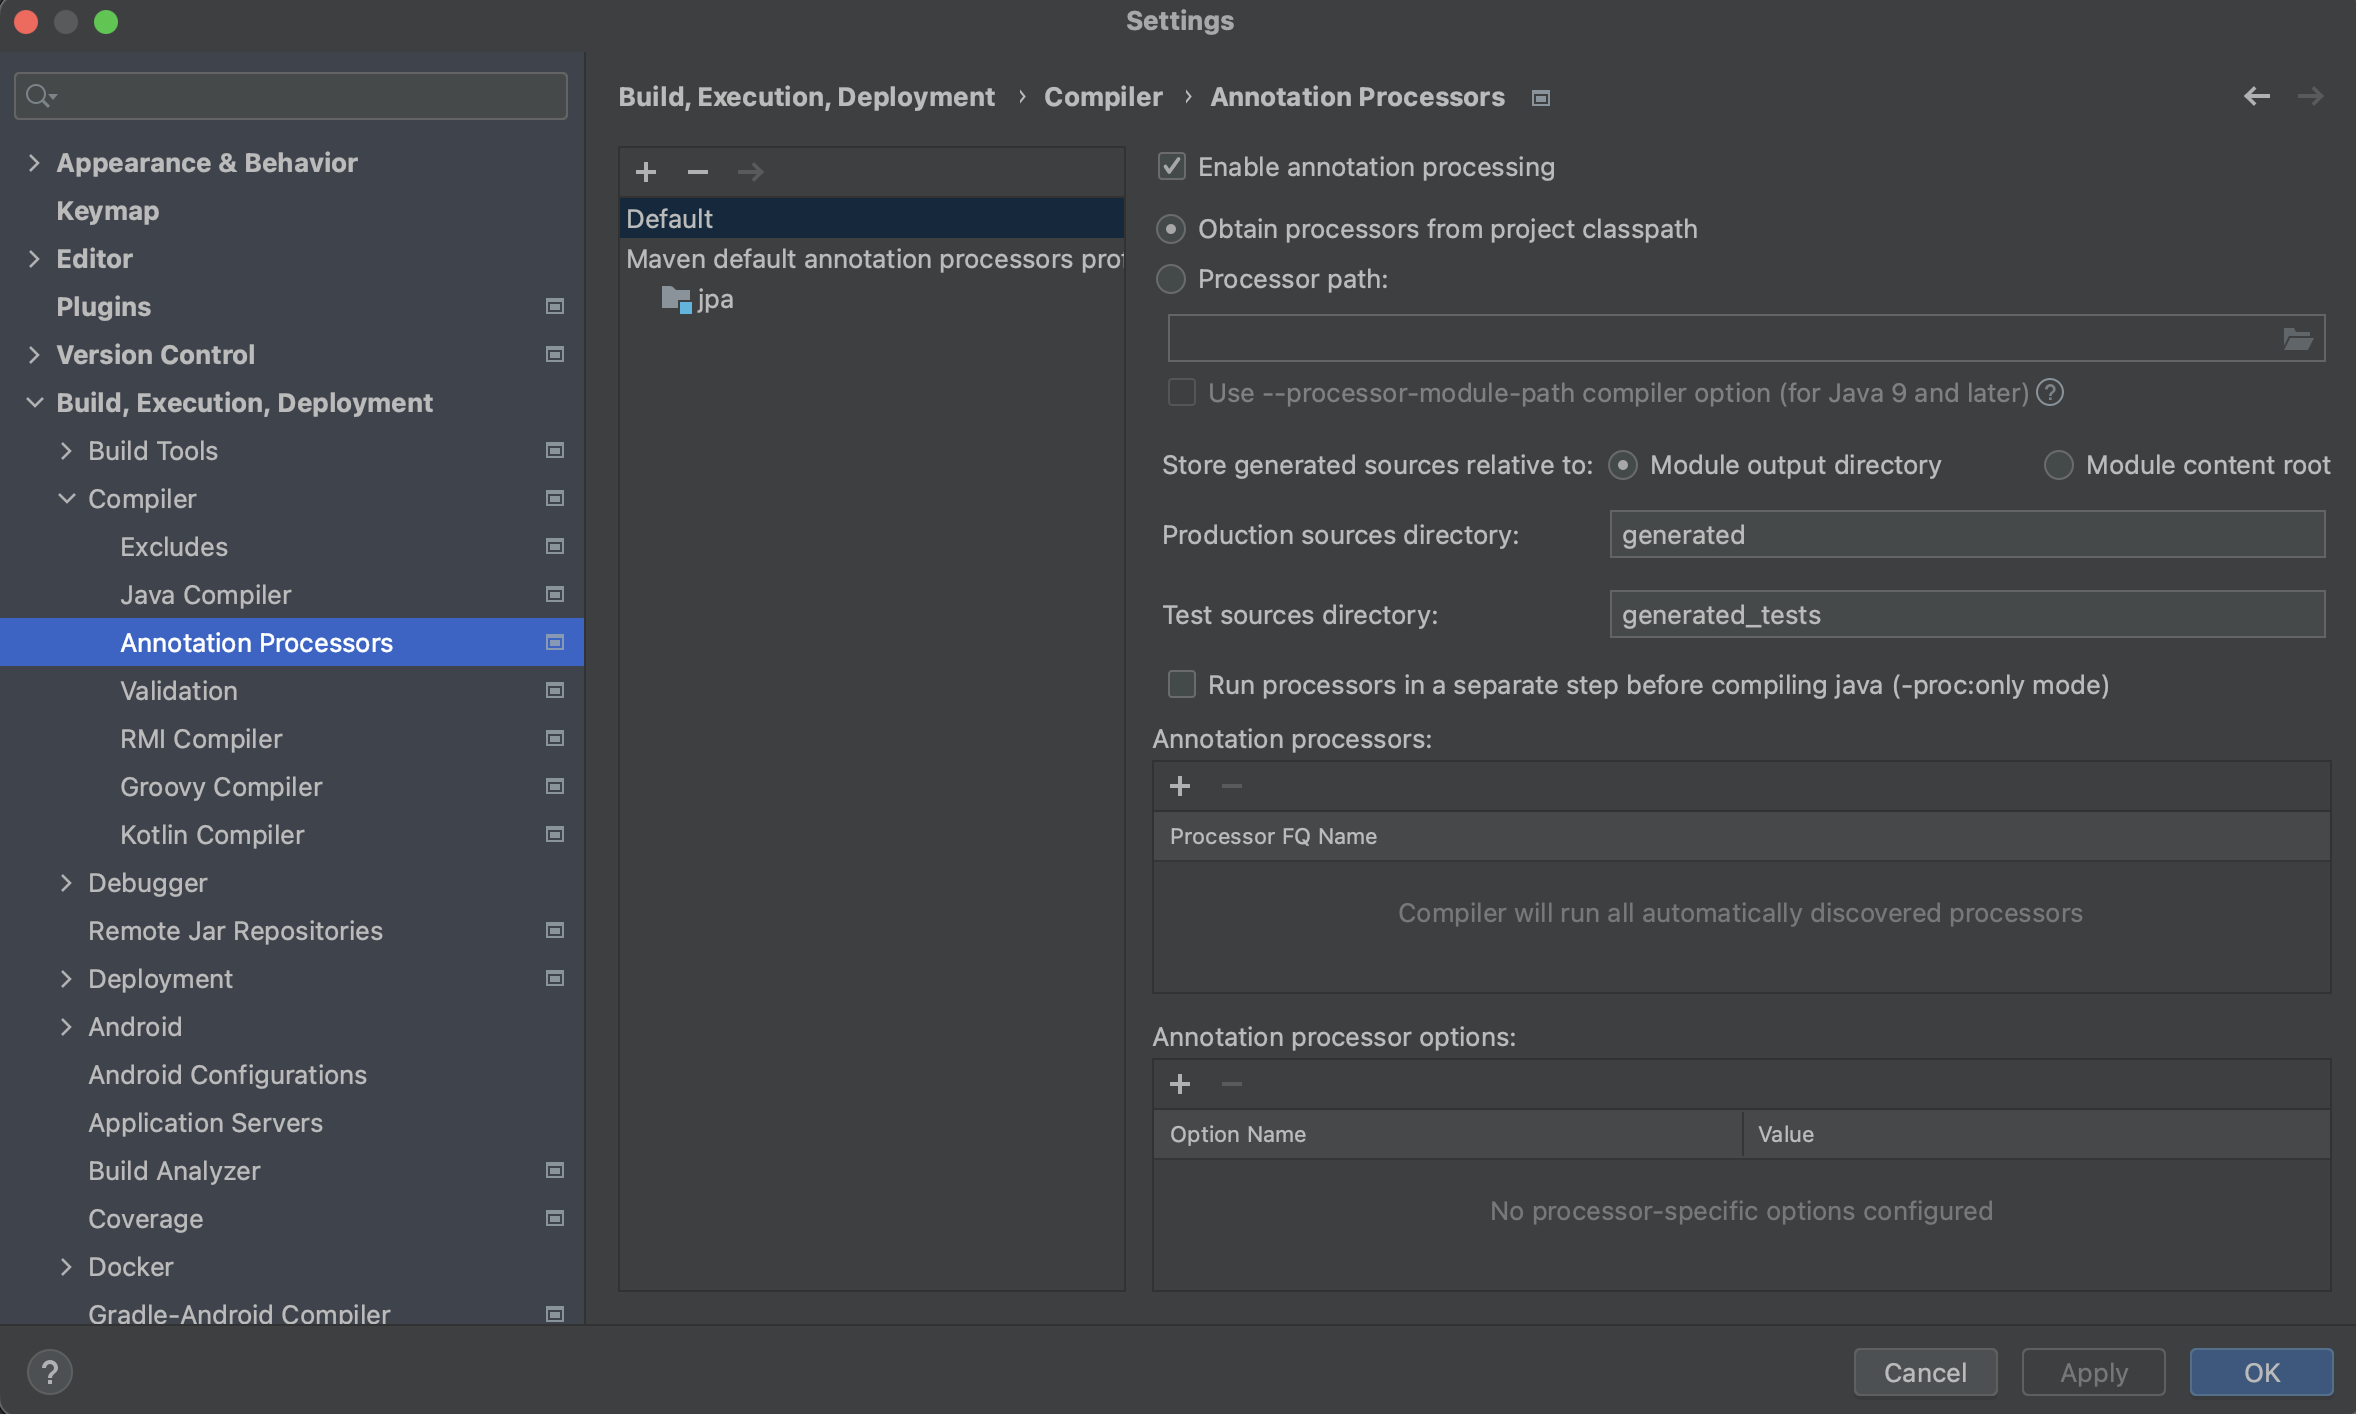 Settings
Build, Execution, Deployment › Compiler › Annotation Processors
Appearance & Behavior
Keymap
Editor
Plugins
Version Control
Build, Execution, Deployment
Build Tools
Compiler
Excludes
Java Compiler
Annotation Processors
Validation
RMI Compiler
Groovy Compiler
Kotlin Compiler
Debugger
Remote Jar Repositories
Deployment
Android
Android Configurations
Application Servers
Build Analyzer
Coverage
Docker
Gradle-Android Compiler
Default
Maven default annotation processors prof
jpa
Enable annotation processing
Obtain processors from project classpath
Processor path:
Use --processor-module-path compiler option (for Java 9 and later) ?
Store generated sources relative to: Module output directory Module content root
Production sources directory: generated
Test sources directory: generated_tests
Run processors in a separate step before compiling java (-proc:only mode)
Annotation processors:
Processor FQ Name
Compiler will run all automatically discovered processors
Annotation processor options:
Option Name Value
No processor-specific options configured
? Cancel Apply OK